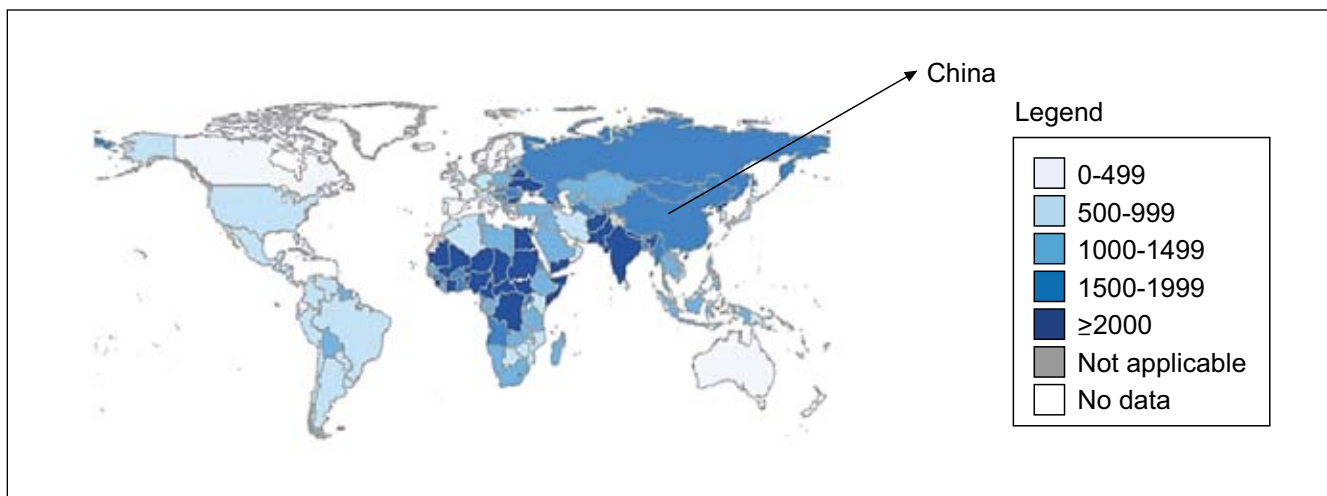 China
Legend
0-499
500-999
1000-1499
1500-1999
≥2000
Not applicable
No data